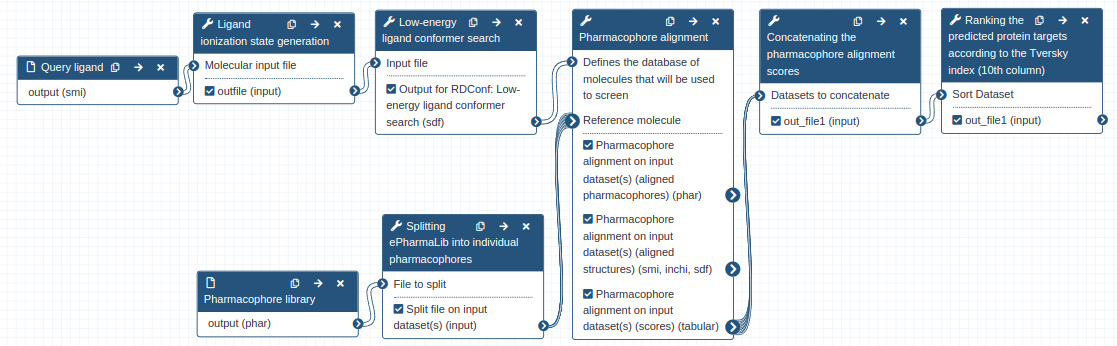 Query ligand
output (smi)
Ligand
ionization state generation
Molecular input file
outfile (input)
Low-energy
ligand conformer search
Input file
Output for RDConf: Low-
energy ligand conformer
search (sdf)
Pharmacophore library
output (phar)
Splitting
ePharmaLib into individual
pharmacophores
File to split
Split file on input
dataset(s) (input)
Pharmacophore alignment
Defines the database of
molecules that will be used
to screen
Reference molecule
Pharmacophore
alignment on input
dataset(s) (aligned
pharmacophores) (phar)
Pharmacophore
alignment on input
dataset(s) (aligned
structures) (smi, inchi, sdf)
Pharmacophore
alignment on input
dataset(s) (scores) (tabular)
Concatenating the
pharmacophore alignment
scores
Datasets to concatenate
out_file1 (input)
Ranking the
predicted protein targets
according to the Tversky
index (10th column)
Sort Dataset
out_file1 (input)